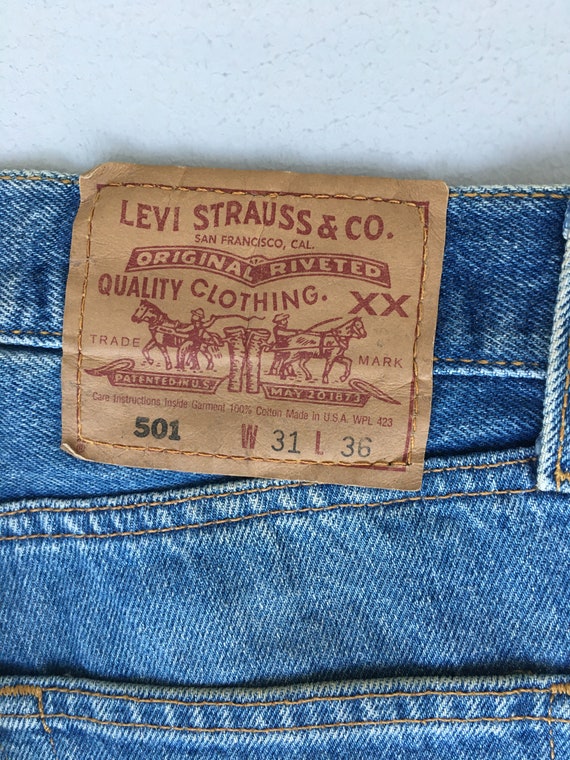 LEVI STRAUSS & CO.
SAN FRANCISCO, CAL.
ORIGINAL RIVETED
QUALITY CLOTHING. XX
TRADE MARK
PATENTED IN U.S. MAY 20 1873
Care Instructions Inside Garment 100% Cotton Made in U.S.A. WPL 423
501 W 31 L 36